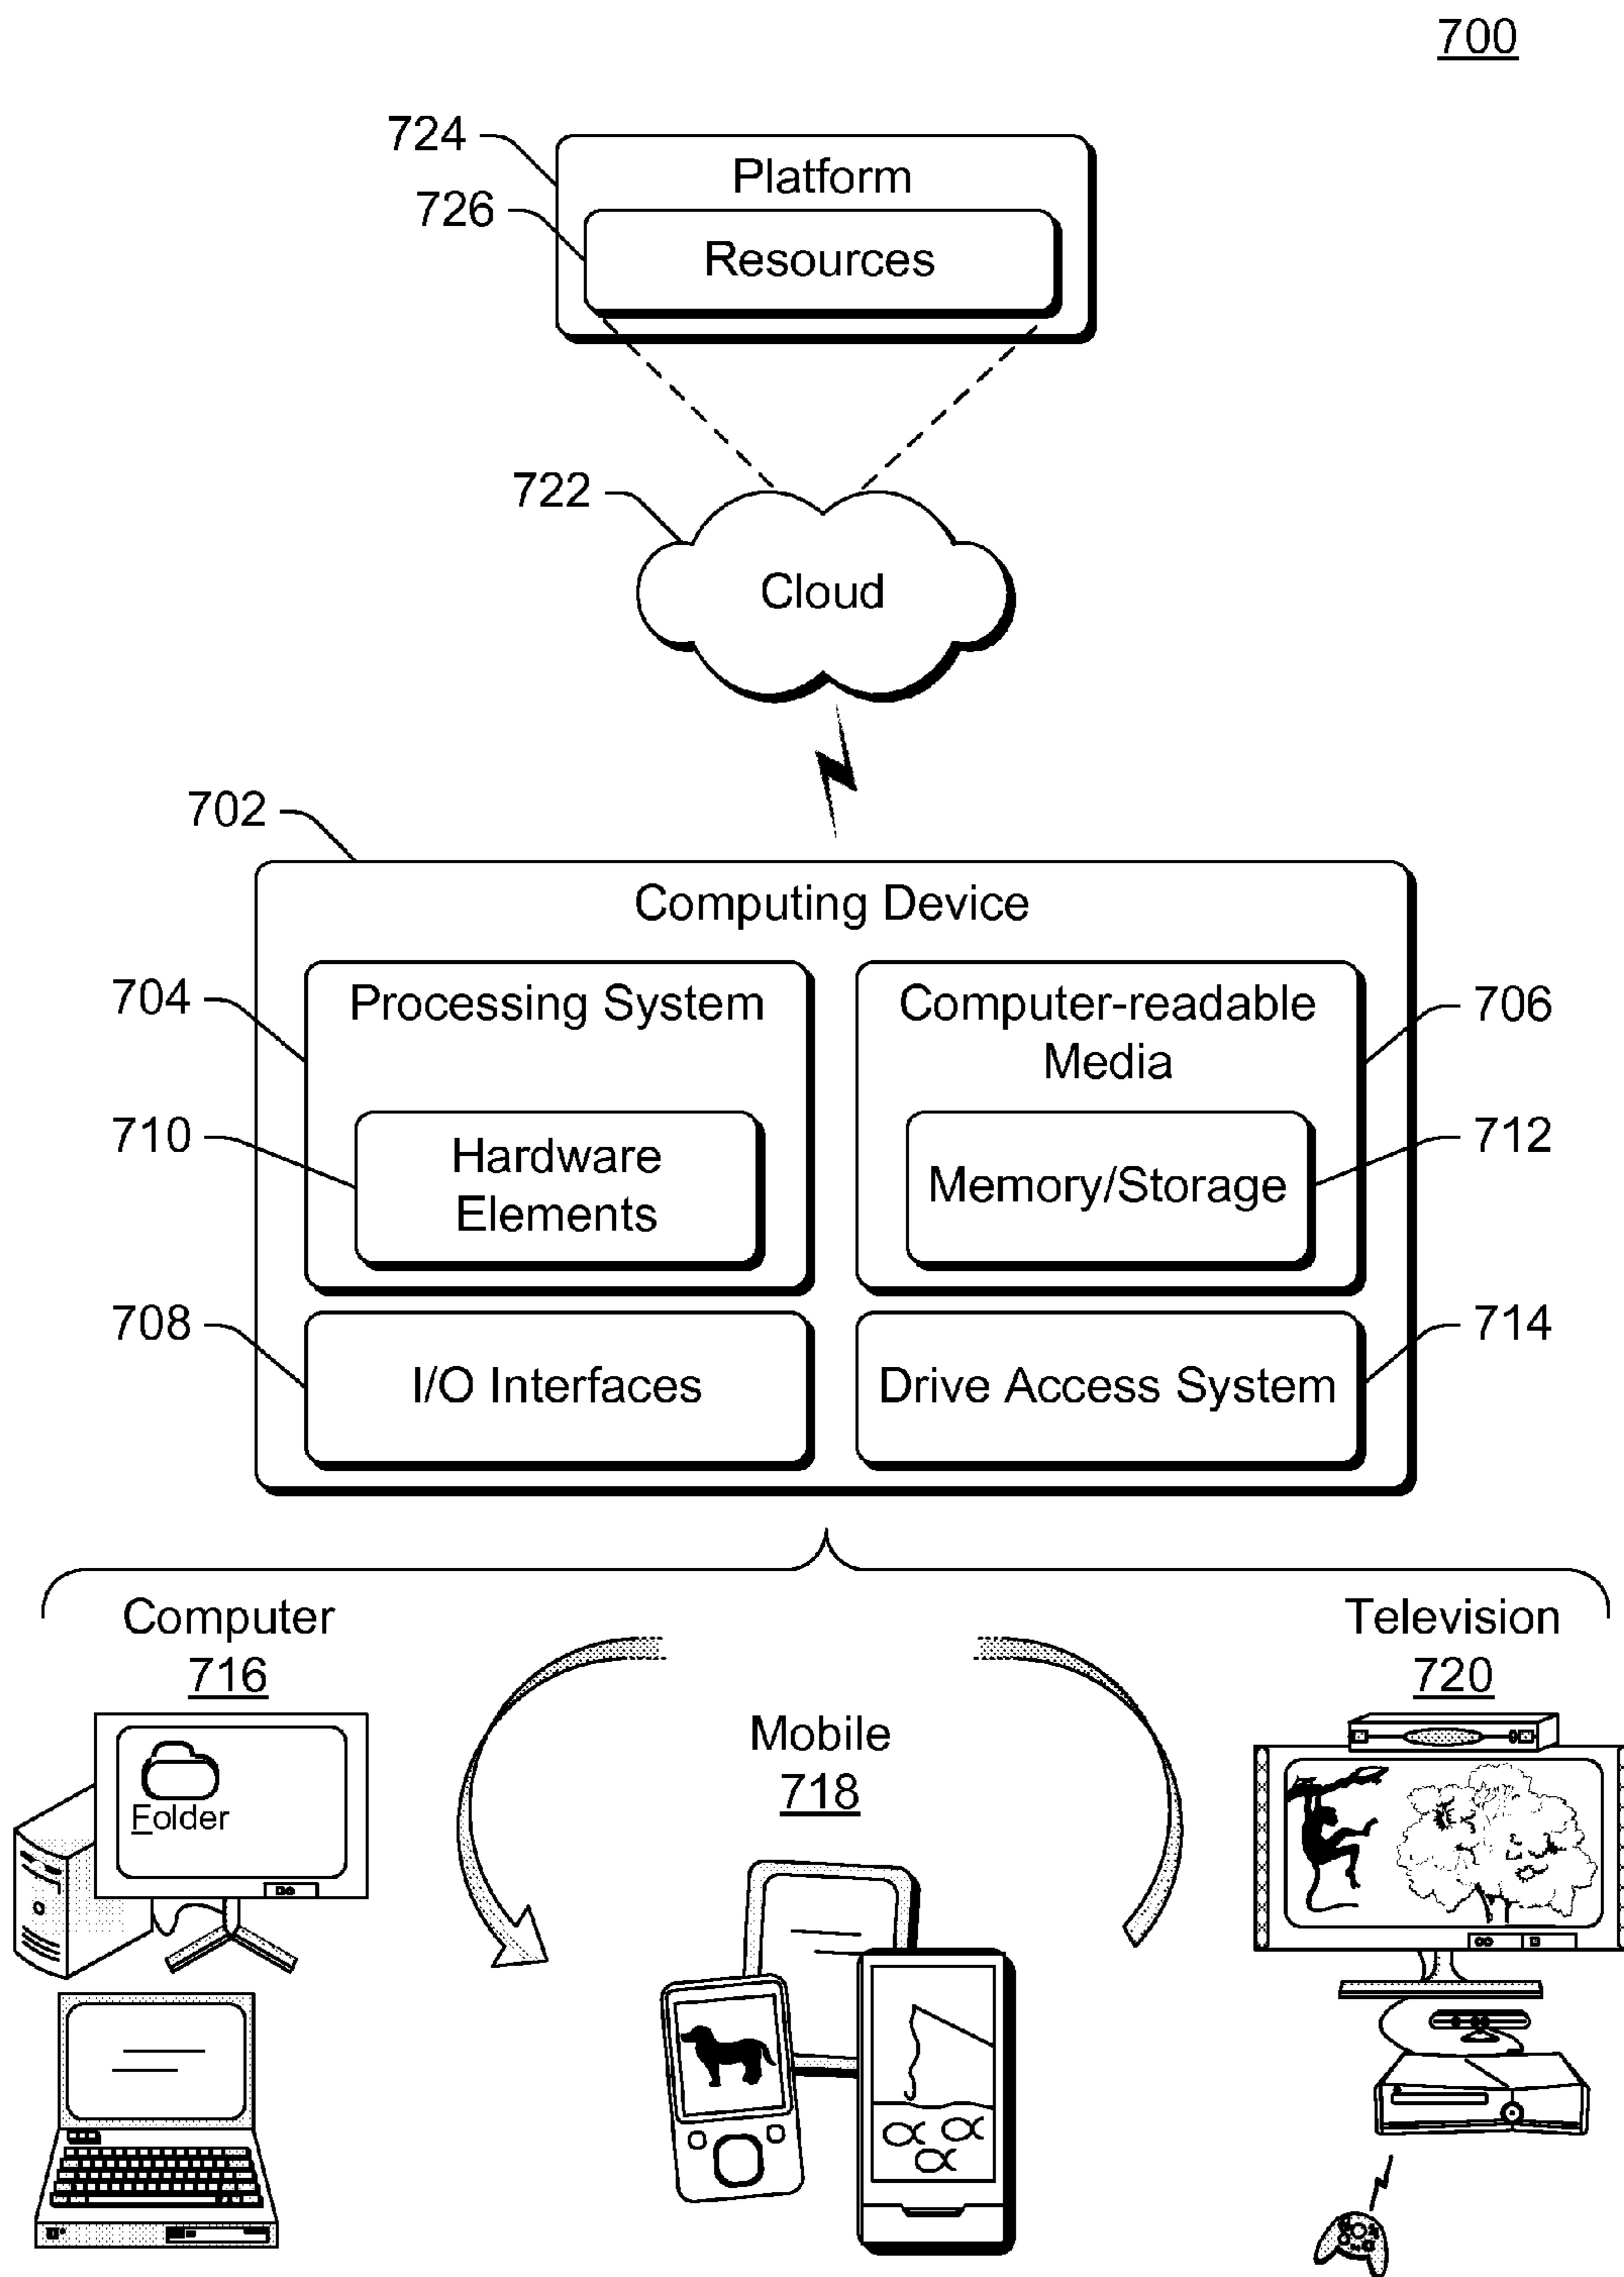 700
724
Platform
726
Resources
722
Cloud
702
Computing Device
704
Processing System
Computer-readable
Media
706
710
Hardware
Elements
Memory/Storage
712
708
I/O Interfaces
Drive Access System
714
Computer
716
Folder
Mobile
718
Television
720